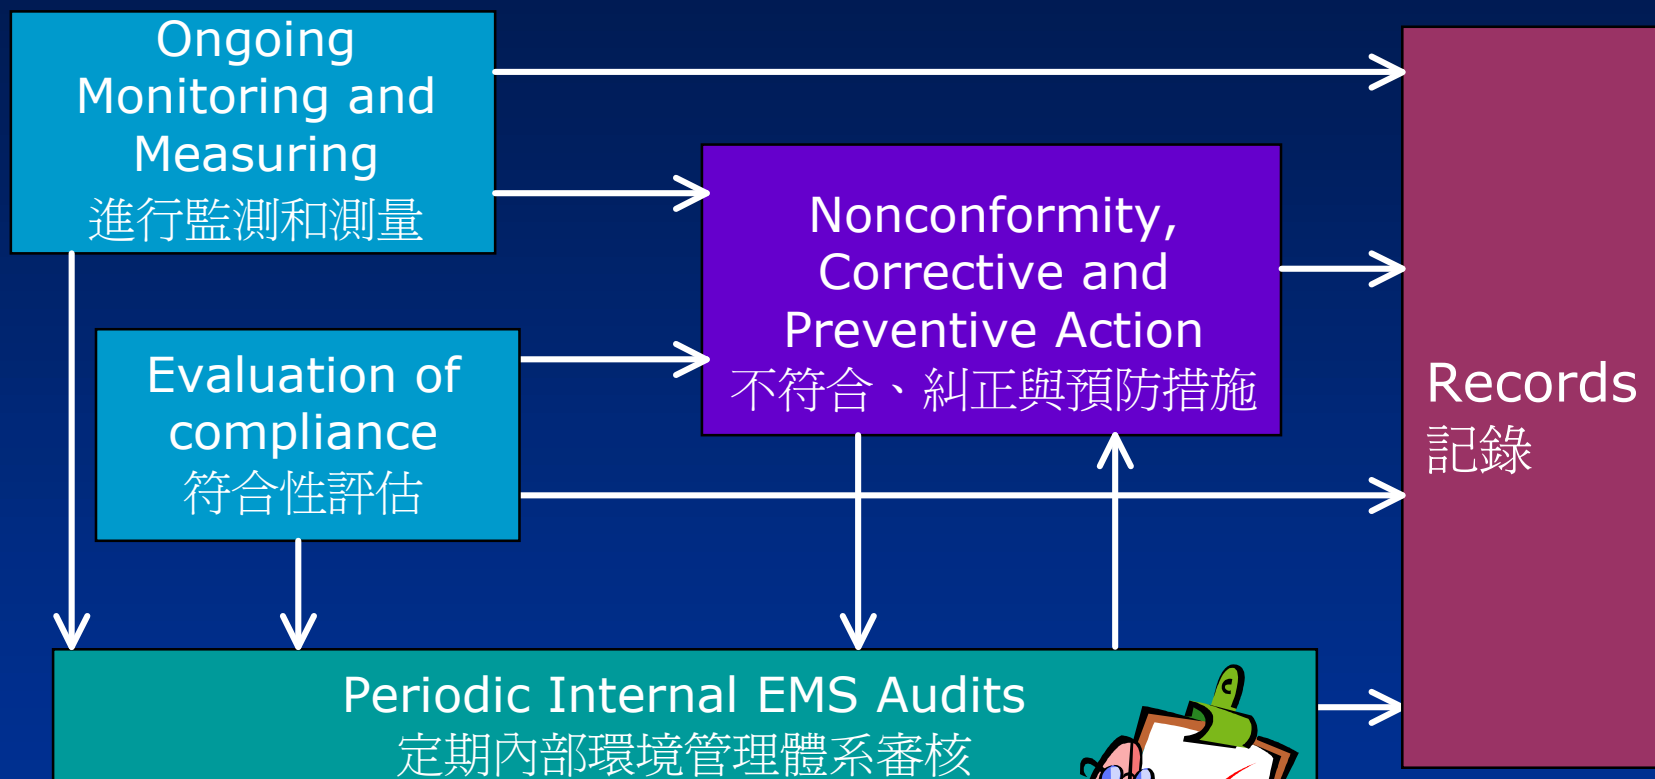 Ongoing
Monitoring and
Measuring
進行監測和測量
Nonconformity,
Corrective and
Preventive Action
不符合、糾正與預防措施
Evaluation of
compliance
符合性評估
Records
記錄
Periodic Internal EMS Audits
定期內部環境管理體系審核